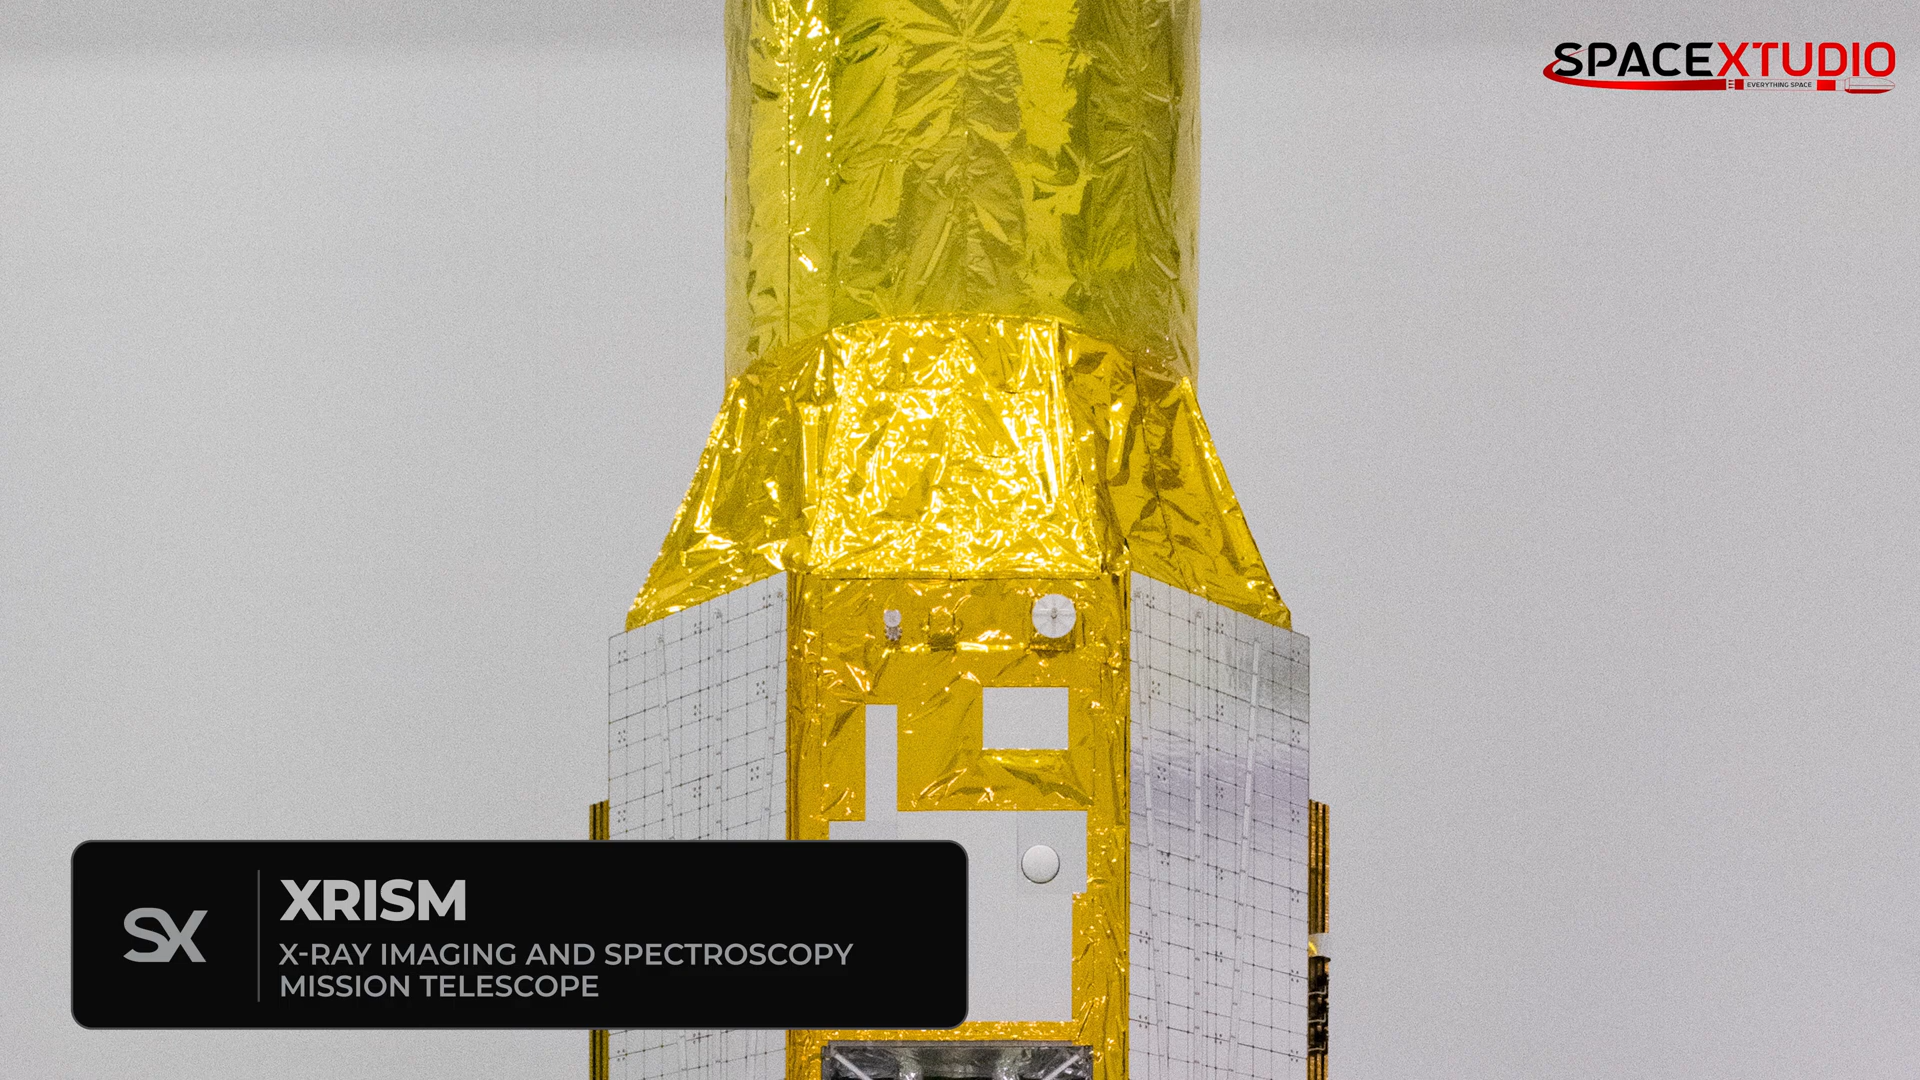 SPACEXTUDIO
EVERYTHING SPACE
SX
XRISM
X-RAY IMAGING AND SPECTROSCOPY
MISSION TELESCOPE